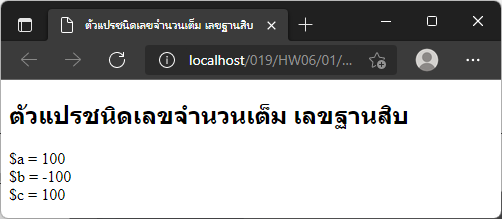 ตัวแปรชนิดเลขจำนวนเต็ม เลขฐานสิบ
localhost/019/HW06/01/...
ตัวแปรชนิดเลขจำนวนเต็ม เลขฐานสิบ
$a = 100
$b = -100
$c = 100